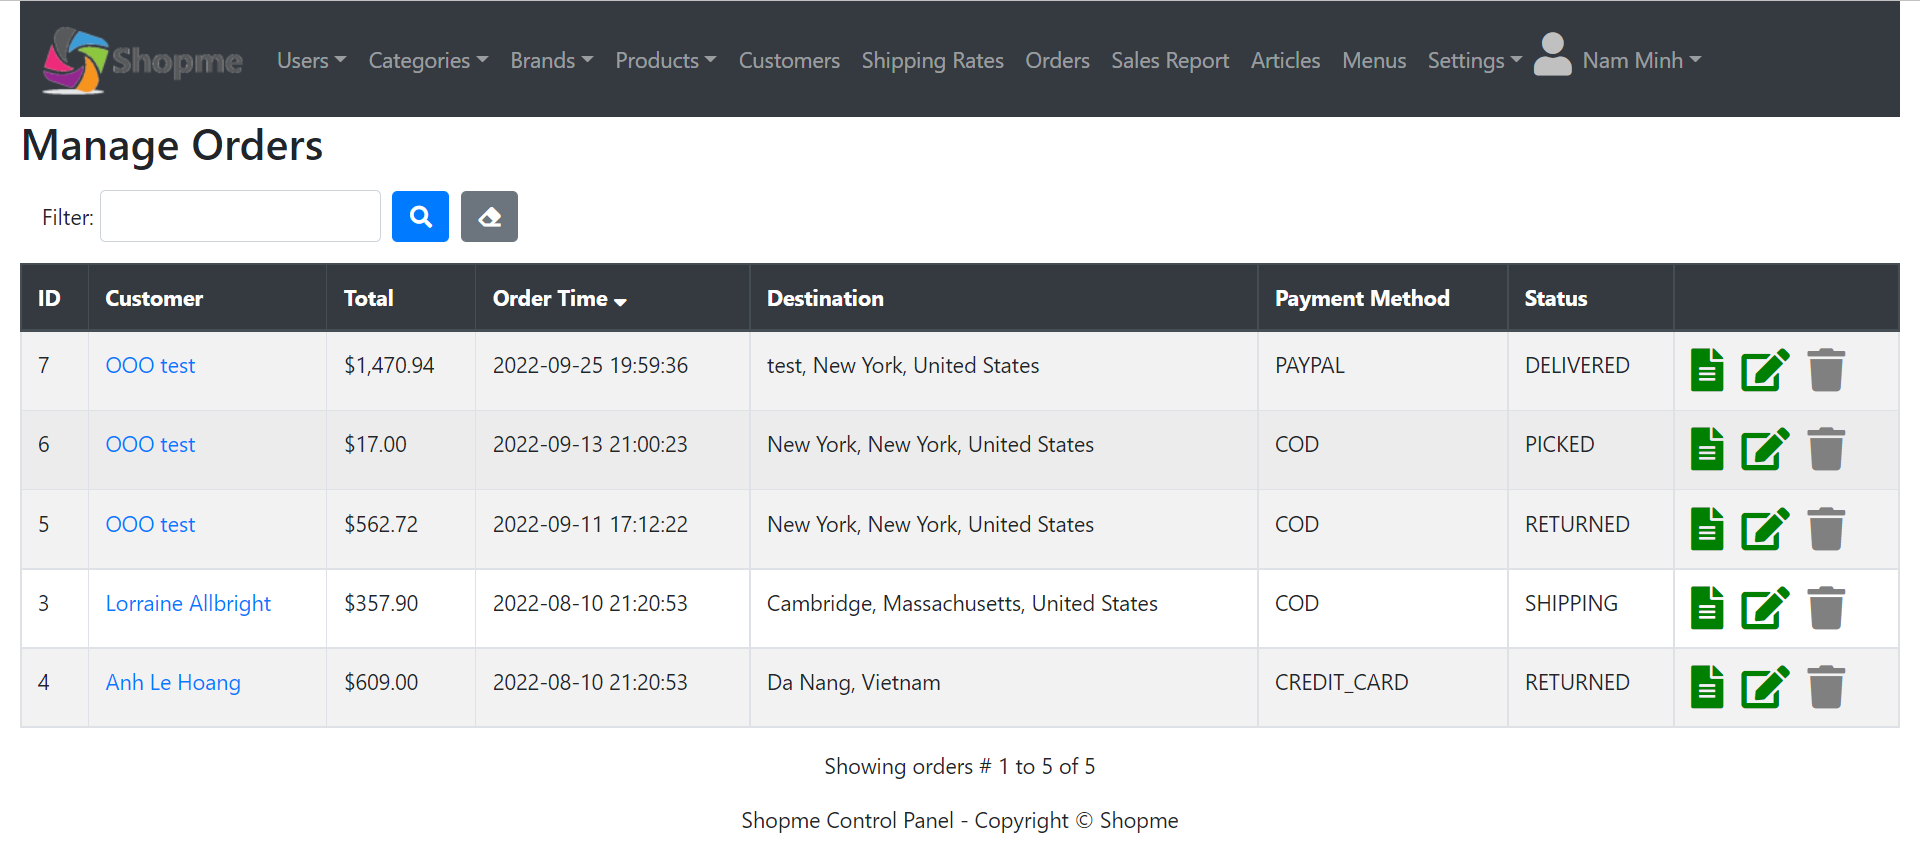 Shopme Users Categories Brands Products Customers Shipping Rates Orders Sales Report Articles Menus Settings Nam Minh
Manage Orders
Filter:
ID Customer Total Order Time Destination Payment Method Status
7 OOO test $1,470.94 2022-09-25 19:59:36 test, New York, United States PAYPAL DELIVERED
6 OOO test $17.00 2022-09-13 21:00:23 New York, New York, United States COD PICKED
5 OOO test $562.72 2022-09-11 17:12:22 New York, New York, United States COD RETURNED
3 Lorraine Allbright $357.90 2022-08-10 21:20:53 Cambridge, Massachusetts, United States COD SHIPPING
4 Anh Le Hoang $609.00 2022-08-10 21:20:53 Da Nang, Vietnam CREDIT_CARD RETURNED
Showing orders # 1 to 5 of 5
Shopme Control Panel - Copyright © Shopme